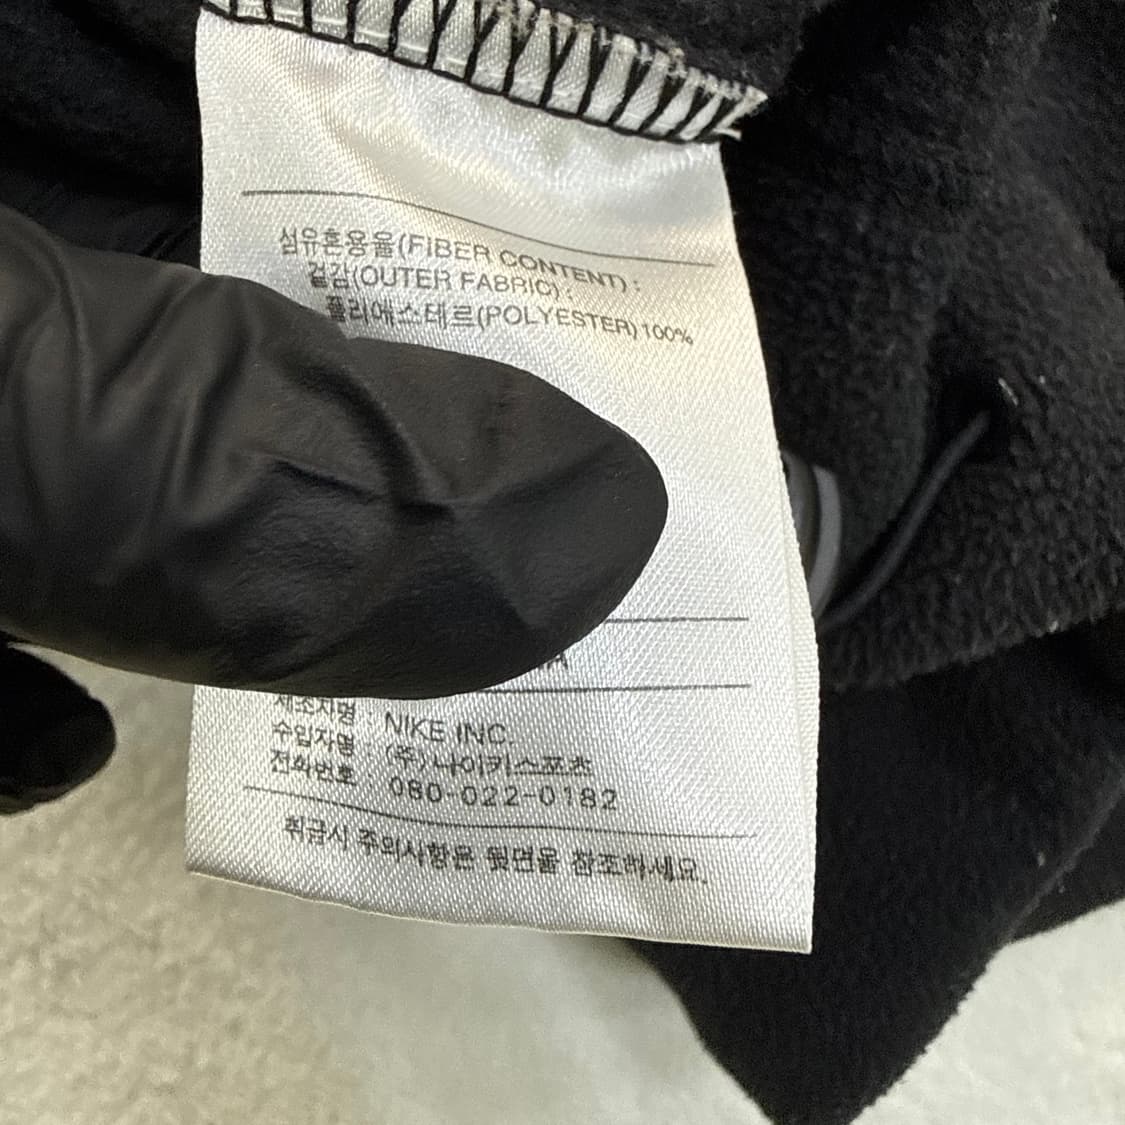 섬유혼용율(FIBER CONTENT) :
겉감(OUTER FABRIC) :
폴리에스테르(POLYESTER)100%
제조자명 : NIKE INC.
수입자명 : (주)나이키스포츠
전화번호 : 080-022-0182
취급시 주의사항은 뒷면을 참조하세요.